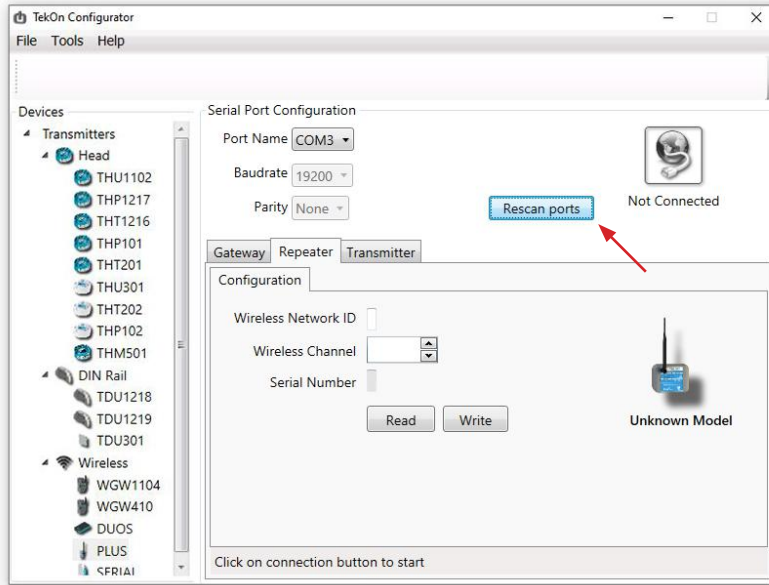 TekOn Configurator
File Tools Help
Devices
Transmitters
Head
THU1102
THP1217
THT1216
THP101
THT201
THU301
THT202
THP102
THM501
DIN Rail
TDU1218
TDU1219
TDU301
Wireless
WGW1104
WGW410
DUOS
PLUS
SERIAL
Serial Port Configuration
Port Name COM3
Baudrate 19200
Parity None
Rescan ports
Not Connected
Gateway Repeater Transmitter
Configuration
Wireless Network ID
Wireless Channel
Serial Number
Read Write
Unknown Model
Click on connection button to start